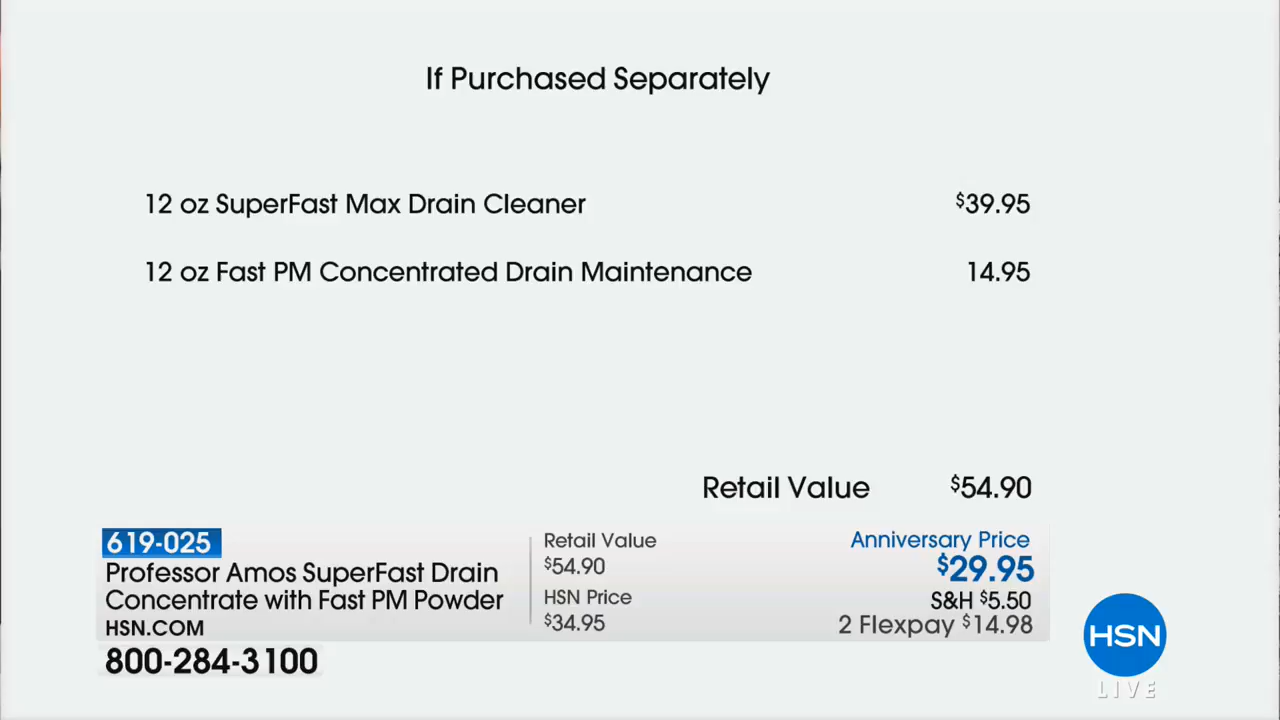 If Purchased Separately
12 oz SuperFast Max Drain Cleaner $39.95
12 oz Fast PM Concentrated Drain Maintenance 14.95
Retail Value $54.90
619-025
Professor Amos SuperFast Drain
Concentrate with Fast PM Powder
HSN.COM
800-284-3100
Retail Value
$54.90
HSN Price
$34.95
Anniversary Price
$29.95
S&H $5.50
2 Flexpay $14.98
HSN
LIVE